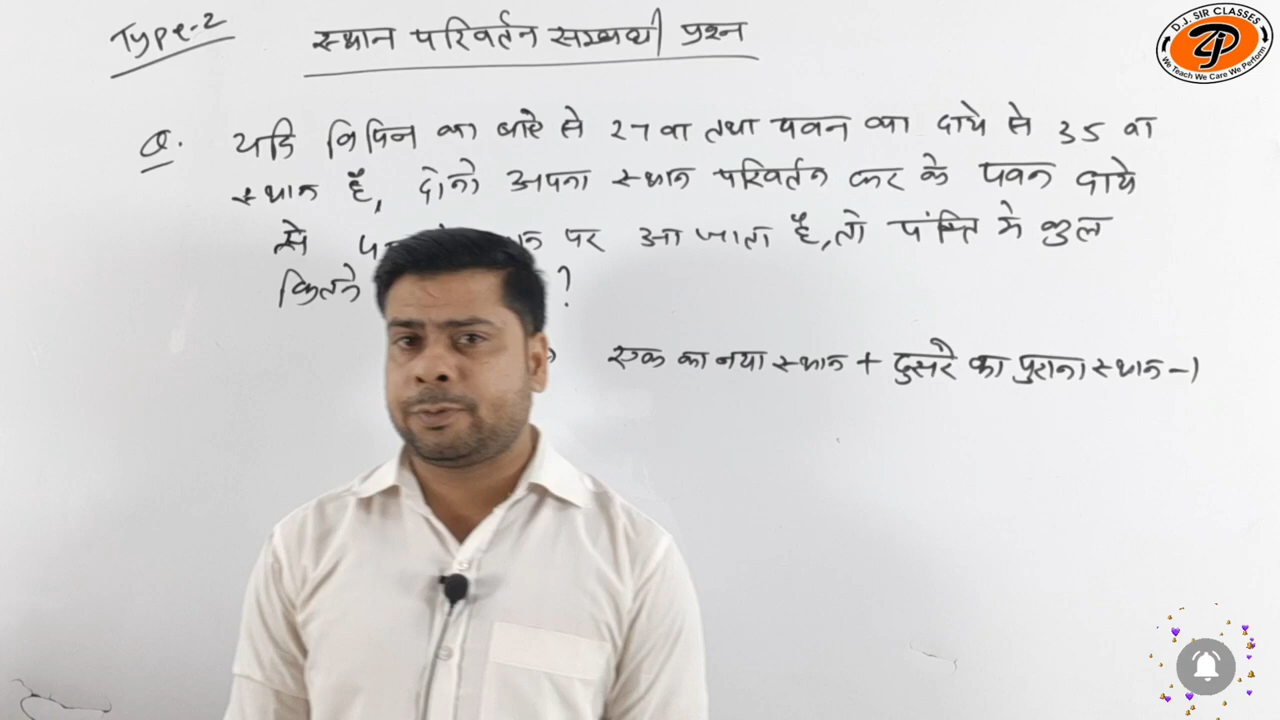 Type-2
स्थान परिवर्तन सम्बन्धी प्रश्न
Q. यदि विपिन का बाऐ से 27 वा तथा पवन का दाये से 35 वा
स्थान है, दोनो अपना स्थान परिवर्तन कर के पवन दाये
से पर आ जाता है, तो पंक्ति मे कुल
कितने ?
एक का नया स्थान + दुसरे का पुराना स्थान - 1
D.J. SIR CLASSES
We Teach We Care We Perform